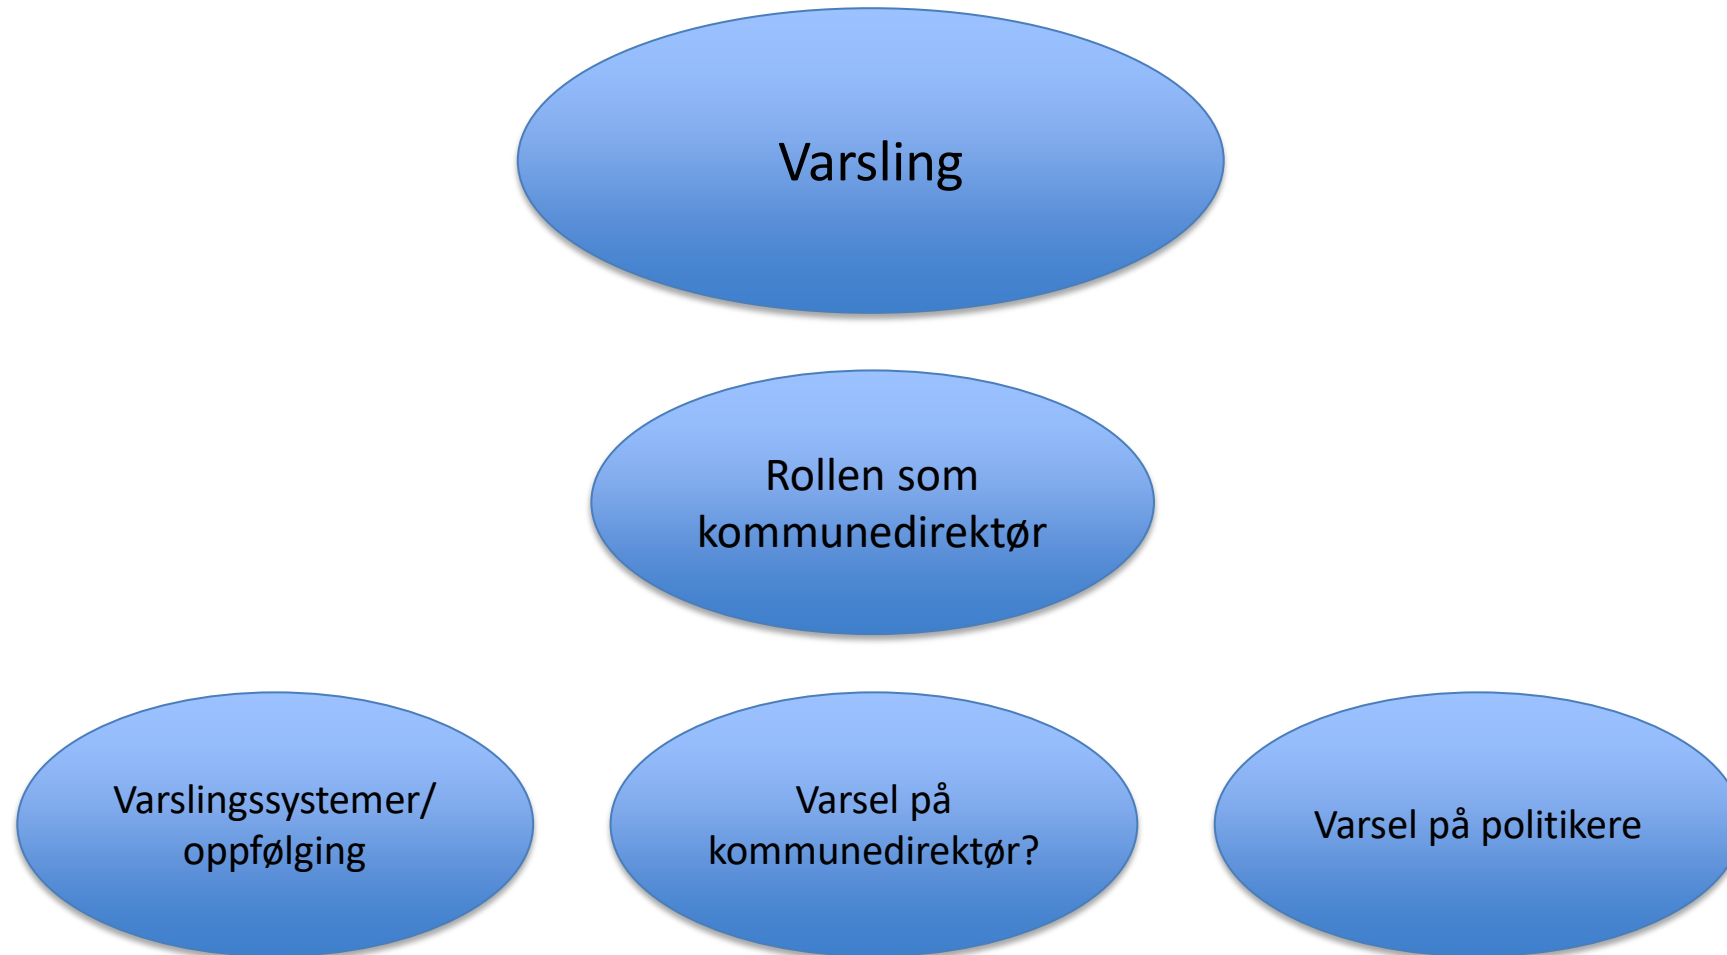 Varsling
Rollen som
kommunedirektør
Varslingssystemer/
oppfølging
Varsel på
kommunedirektør?
Varsel på politikere